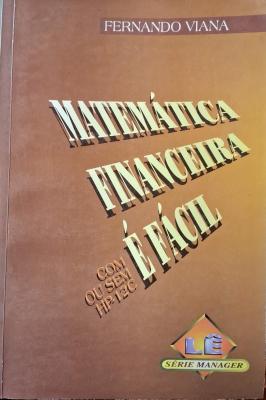 FERNANDO VIANA
MATEMÁTICA
FINANCEIRA
É FÁCIL
COM
OU SEM
HP-12C
LÊ
SÉRIE MANAGER